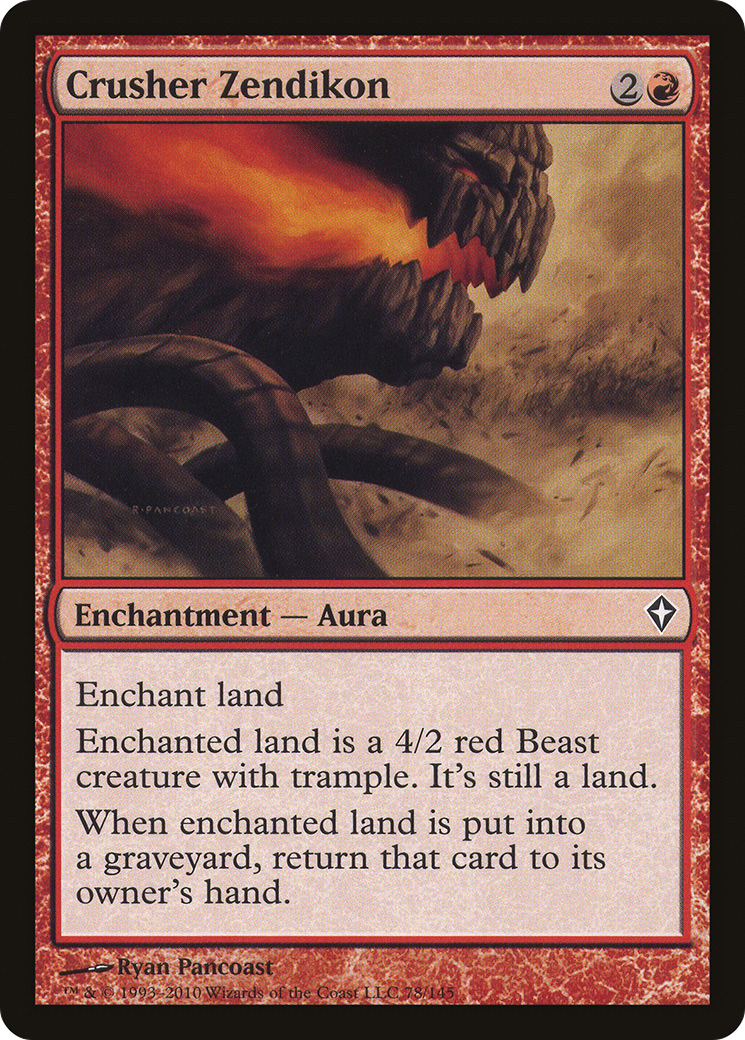 Crusher Zendikon
2
R·PANCOAST
Enchantment — Aura
Enchant land
Enchanted land is a 4/2 red Beast
creature with trample. It's still a land.
When enchanted land is put into
a graveyard, return that card to its
owner's hand.
Ryan Pancoast
™ & © 1993–2010 Wizards of the Coast LLC 78/145